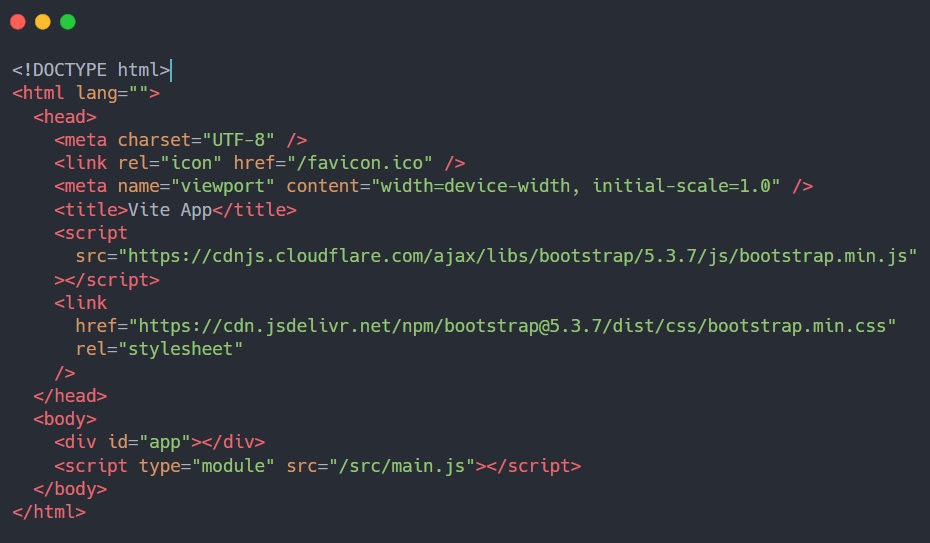 <!DOCTYPE html>
<html lang="">
  <head>
    <meta charset="UTF-8" />
    <link rel="icon" href="/favicon.ico" />
    <meta name="viewport" content="width=device-width, initial-scale=1.0" />
    <title>Vite App</title>
    <script
      src="https://cdnjs.cloudflare.com/ajax/libs/bootstrap/5.3.7/js/bootstrap.min.js"
    ></script>
    <link
      href="https://cdn.jsdelivr.net/npm/bootstrap@5.3.7/dist/css/bootstrap.min.css"
      rel="stylesheet"
    />
  </head>
  <body>
    <div id="app"></div>
    <script type="module" src="/src/main.js"></script>
  </body>
</html>